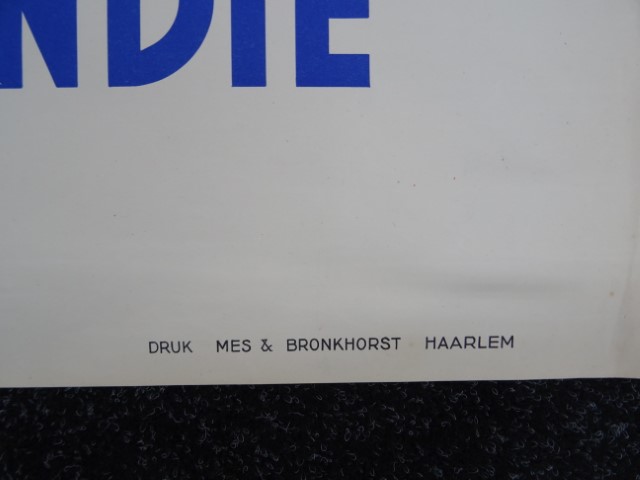 NDIE
DRUK MES & BRONKHORST HAARLEM